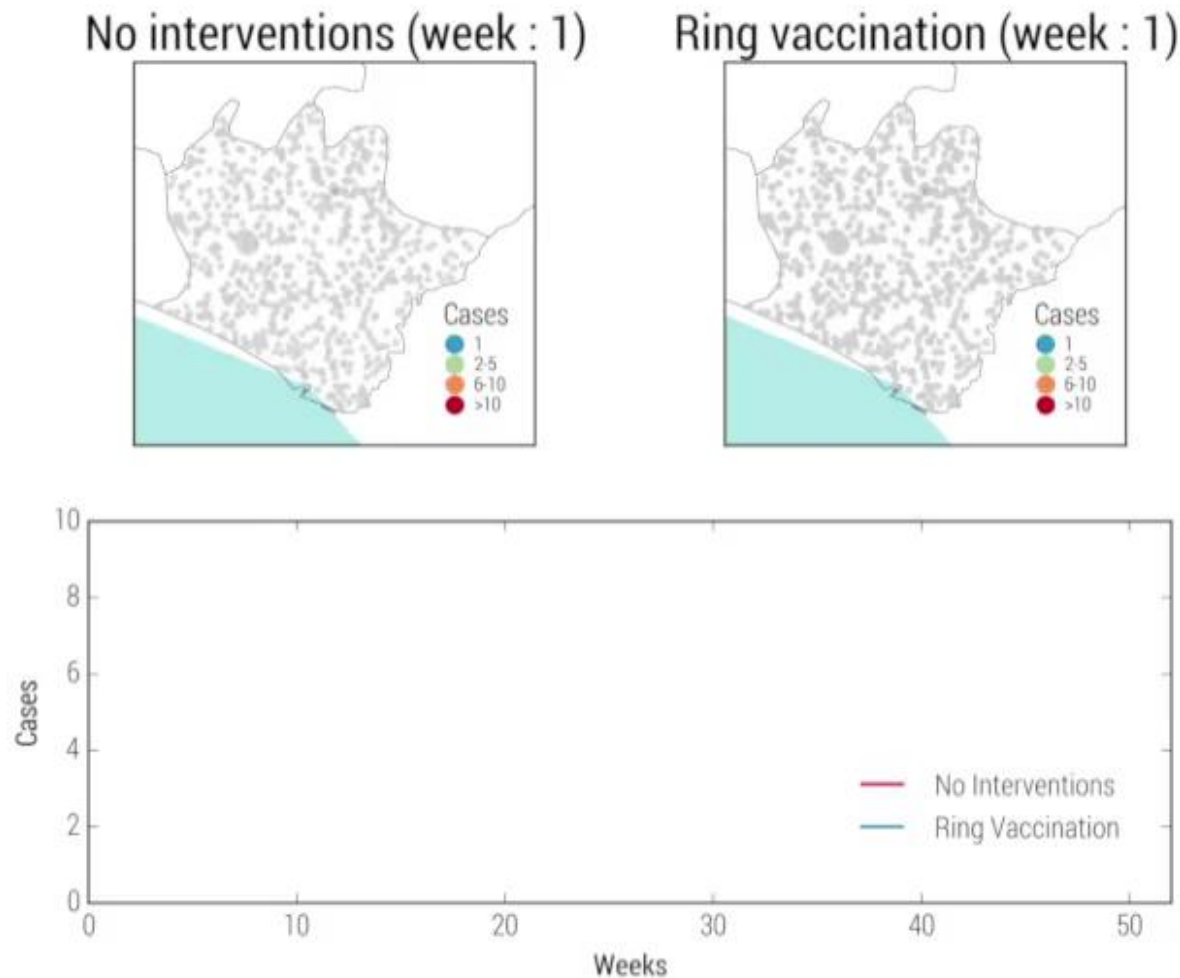 No interventions (week : 1)
Ring vaccination (week : 1)
Cases
1
2-5
6-10
>10
Cases
1
2-5
6-10
>10
10
8
6
4
2
0
Cases
No Interventions
Ring Vaccination
0 10 20 30 40 50
Weeks